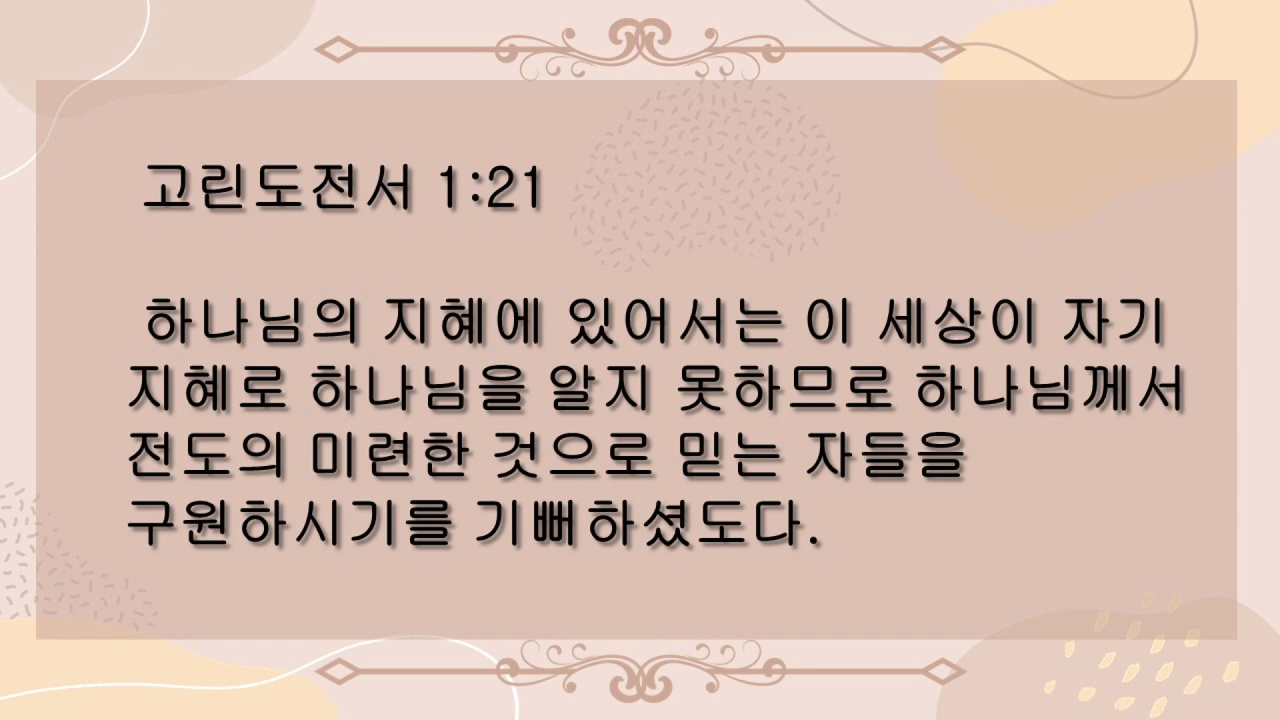 고린도전서 1:21
하나님의 지혜에 있어서는 이 세상이 자기
지혜로 하나님을 알지 못하므로 하나님께서
전도의 미련한 것으로 믿는 자들을
구원하시기를 기뻐하셨도다.